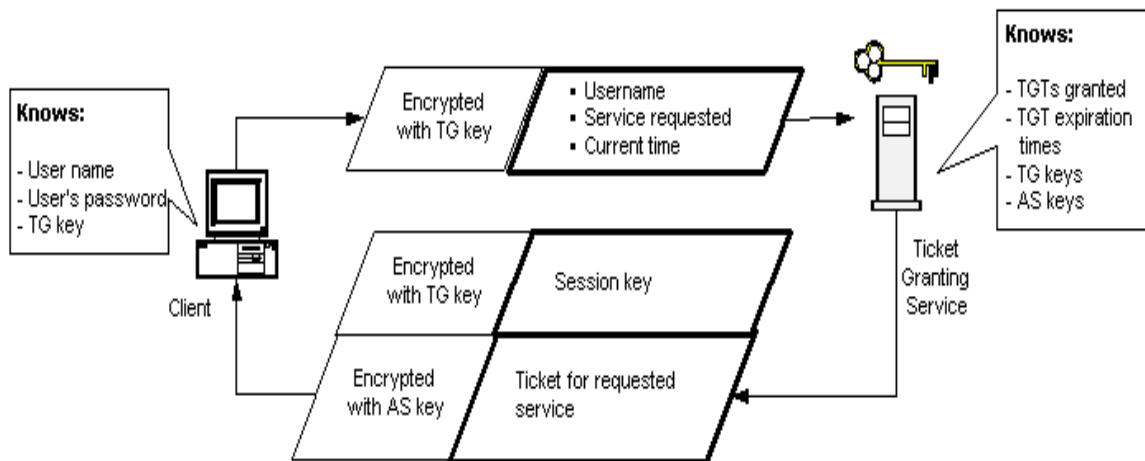 Knows:
- User name
- User's password
- TG key
Client
Encrypted
with TG key
▪ Username
▪ Service requested
▪ Current time
Knows:
- TGTs granted
- TGT expiration
times
- TG keys
- AS keys
Ticket
Granting
Service
Encrypted
with TG key
Session key
Encrypted
with AS key
Ticket for requested
service